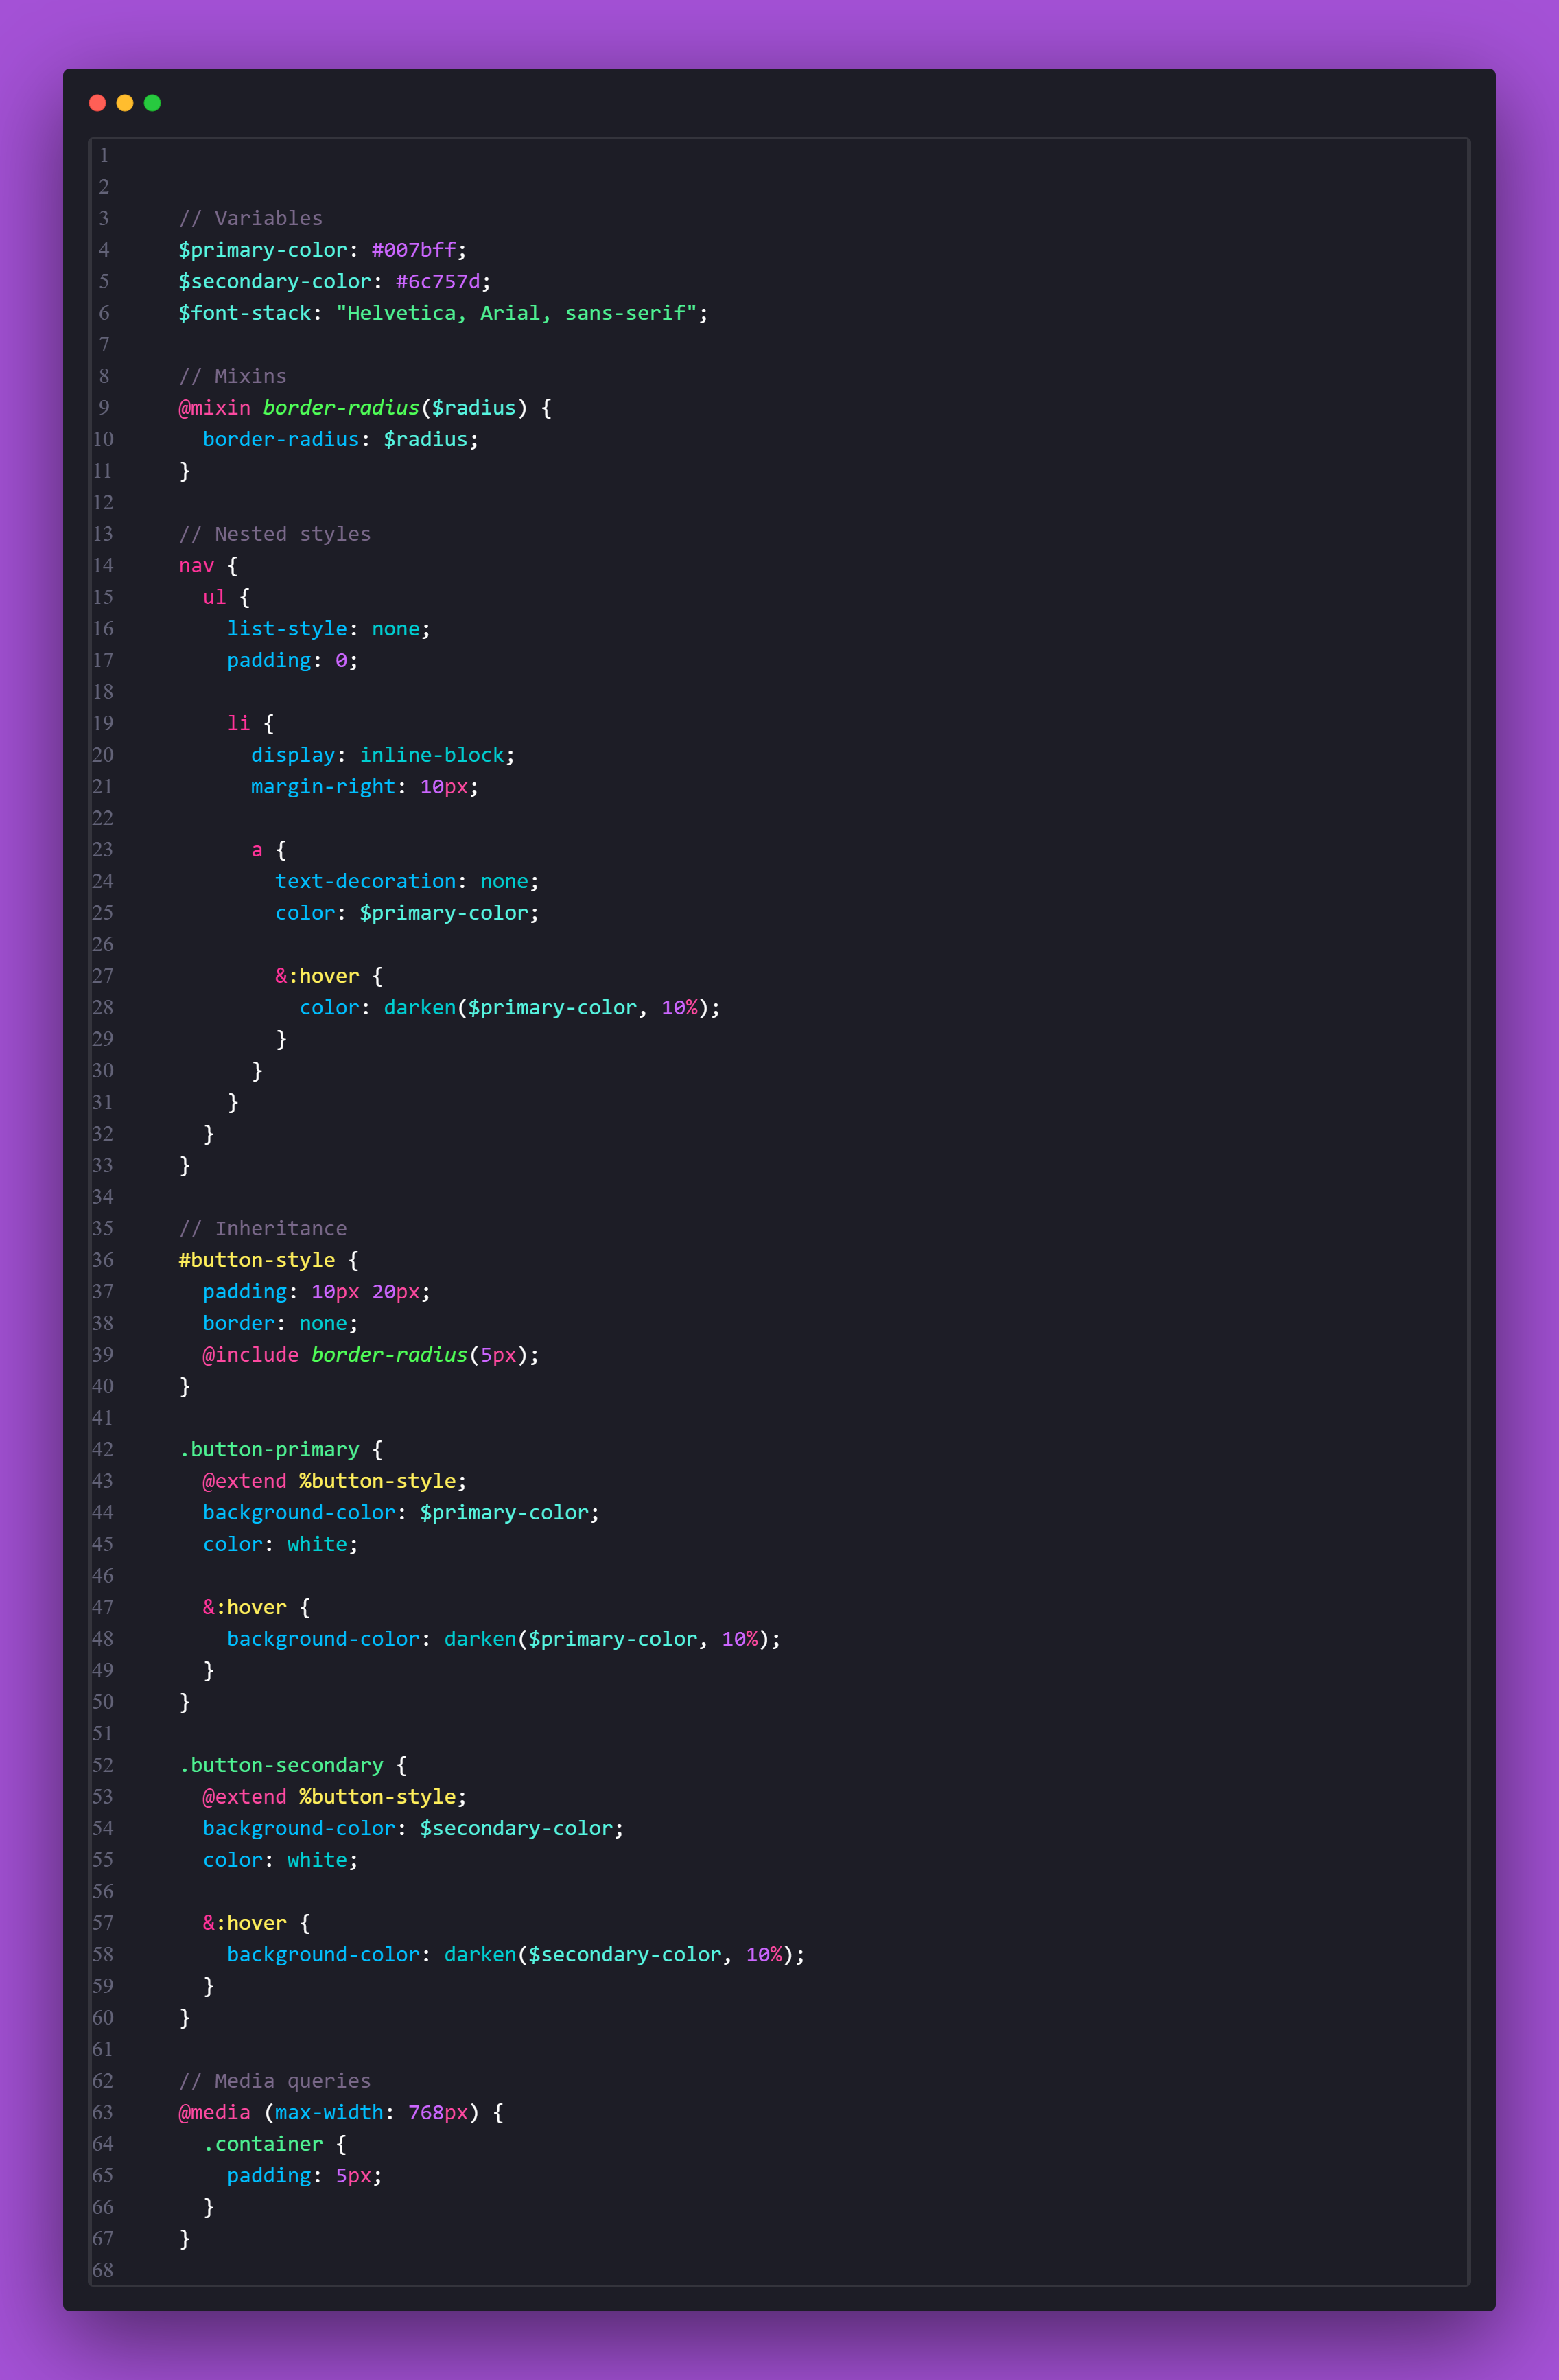 1
2
3 // Variables
4 $primary-color: #007bff;
5 $secondary-color: #6c757d;
6 $font-stack: "Helvetica, Arial, sans-serif";
7
8 // Mixins
9 @mixin border-radius($radius) {
10   border-radius: $radius;
11 }
12
13 // Nested styles
14 nav {
15   ul {
16     list-style: none;
17     padding: 0;
18
19     li {
20       display: inline-block;
21       margin-right: 10px;
22
23       a {
24         text-decoration: none;
25         color: $primary-color;
26
27         &:hover {
28           color: darken($primary-color, 10%);
29         }
30       }
31     }
32   }
33 }
34
35 // Inheritance
36 #button-style {
37   padding: 10px 20px;
38   border: none;
39   @include border-radius(5px);
40 }
41
42 .button-primary {
43   @extend %button-style;
44   background-color: $primary-color;
45   color: white;
46
47   &:hover {
48     background-color: darken($primary-color, 10%);
49   }
50 }
51
52 .button-secondary {
53   @extend %button-style;
54   background-color: $secondary-color;
55   color: white;
56
57   &:hover {
58     background-color: darken($secondary-color, 10%);
59   }
60 }
61
62 // Media queries
63 @media (max-width: 768px) {
64   .container {
65     padding: 5px;
66   }
67 }
68